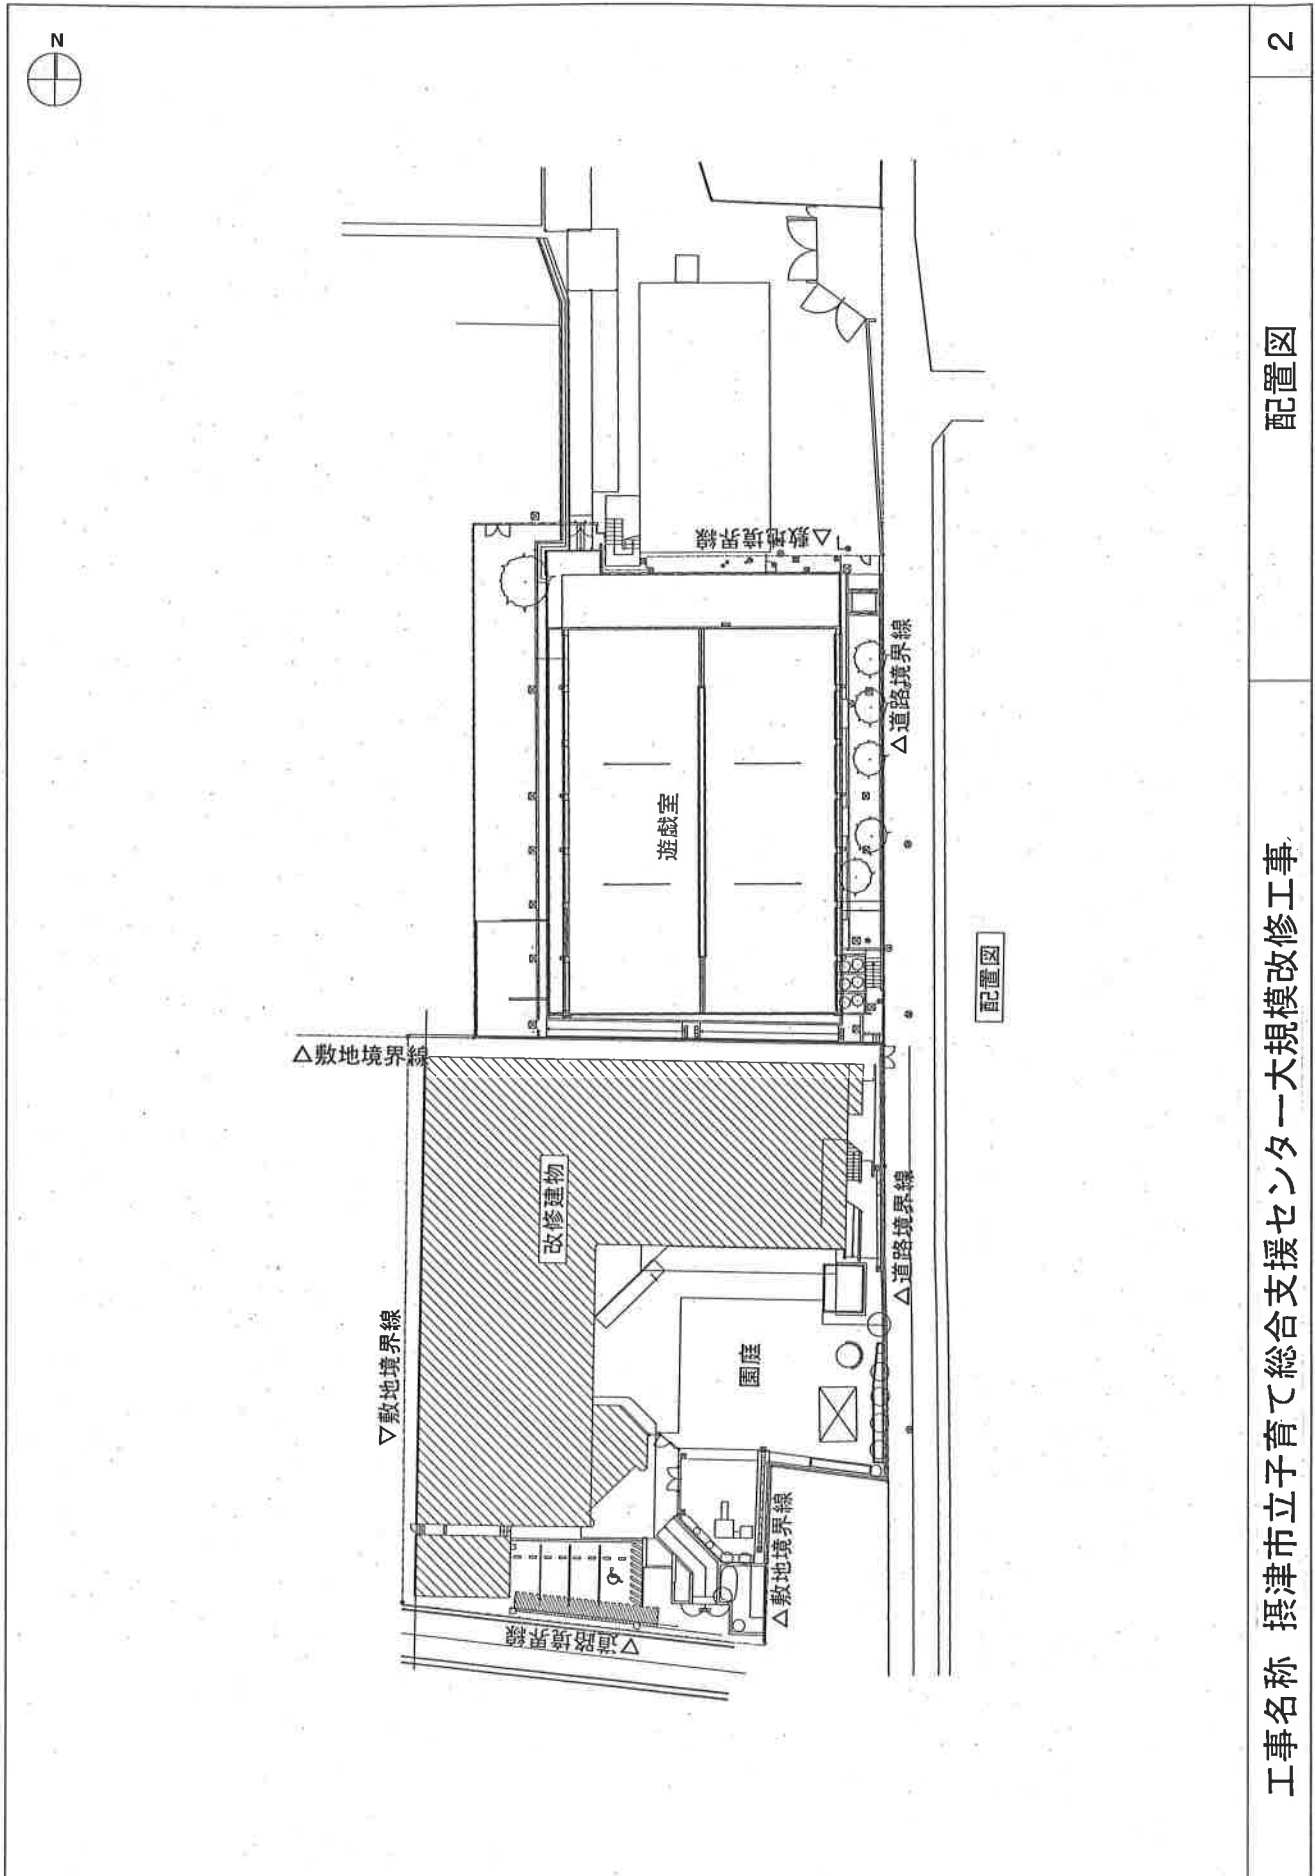 N
△敷地境界線
遊戯室
△道路境界線
△敷地境界線
改修建物
▽敷地境界線
園庭
△道路境界線
△敷地境界線
△道路境界線
配置図
工事名称 摂津市立子育て総合支援センター大規模改修工事
配置図
2